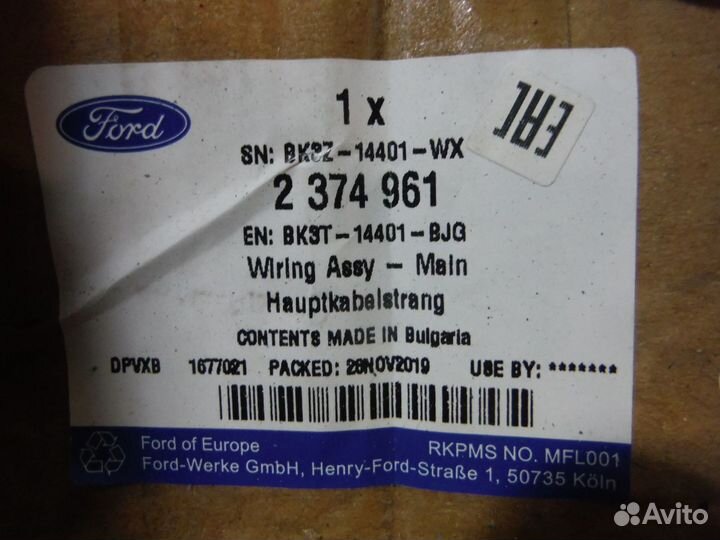 Ford
1 x
EAC
SN: BK3Z-14401-WX
2 374 961
EN: BK3T-14401-BJG
Wiring Assy - Main
Hauptkabelstrang
CONTENTS MADE IN Bulgaria
DPVXB 1677021 PACKED: 28NOV2019 USE BY: *******
Ford of Europe
Ford-Werke GmbH, Henry-Ford-Straße 1, 50735 Köln
RKPMS NO. MFL001
Avito